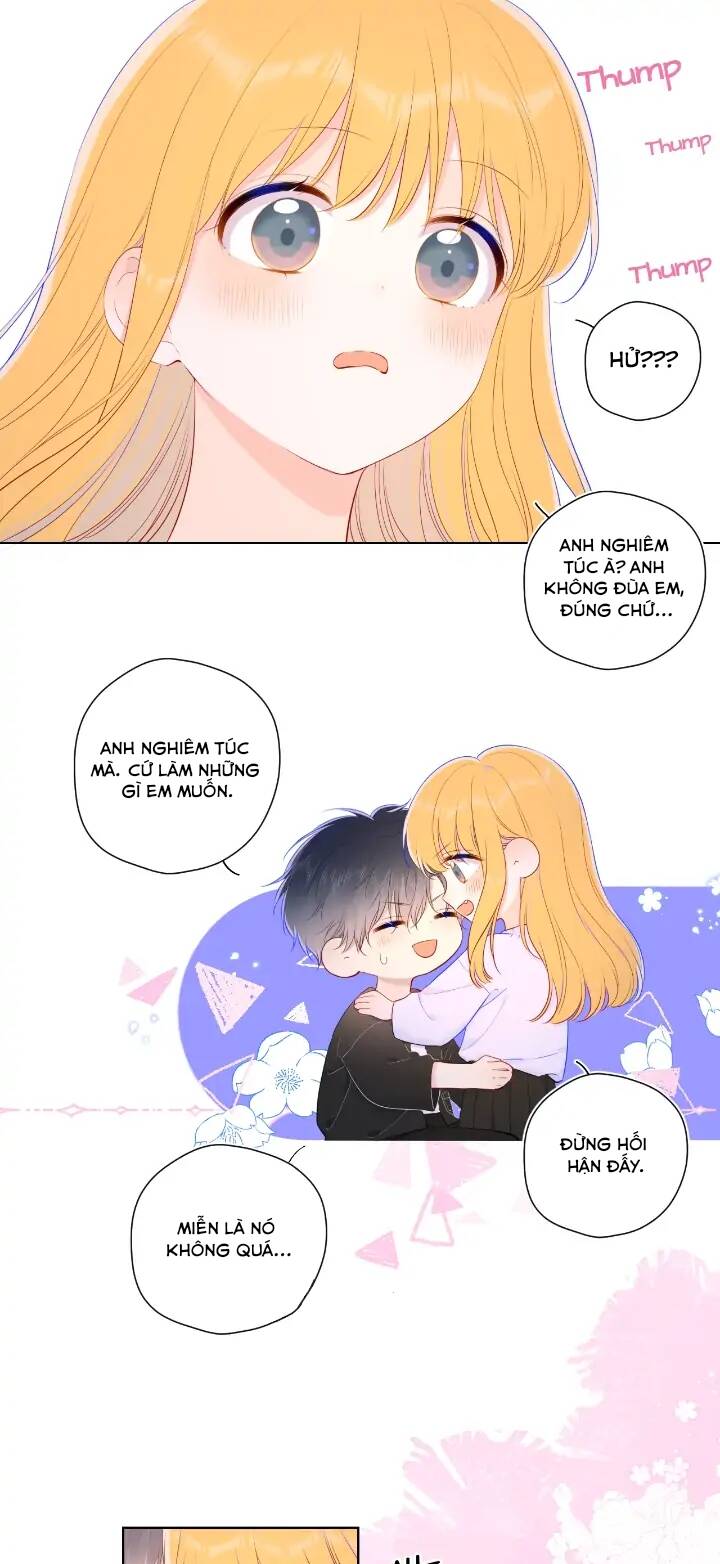 Thump
Thump
Thump
HỬ???
ANH NGHIÊM
TÚC À? ANH
KHÔNG ĐÙA EM,
ĐÚNG CHỨ...
ANH NGHIÊM TÚC
MÀ. CỨ LÀM NHỮNG
GÌ EM MUỐN.
ĐỪNG HỐI
HẬN ĐẤY.
MIỄN LÀ NÓ
KHÔNG QUÁ...